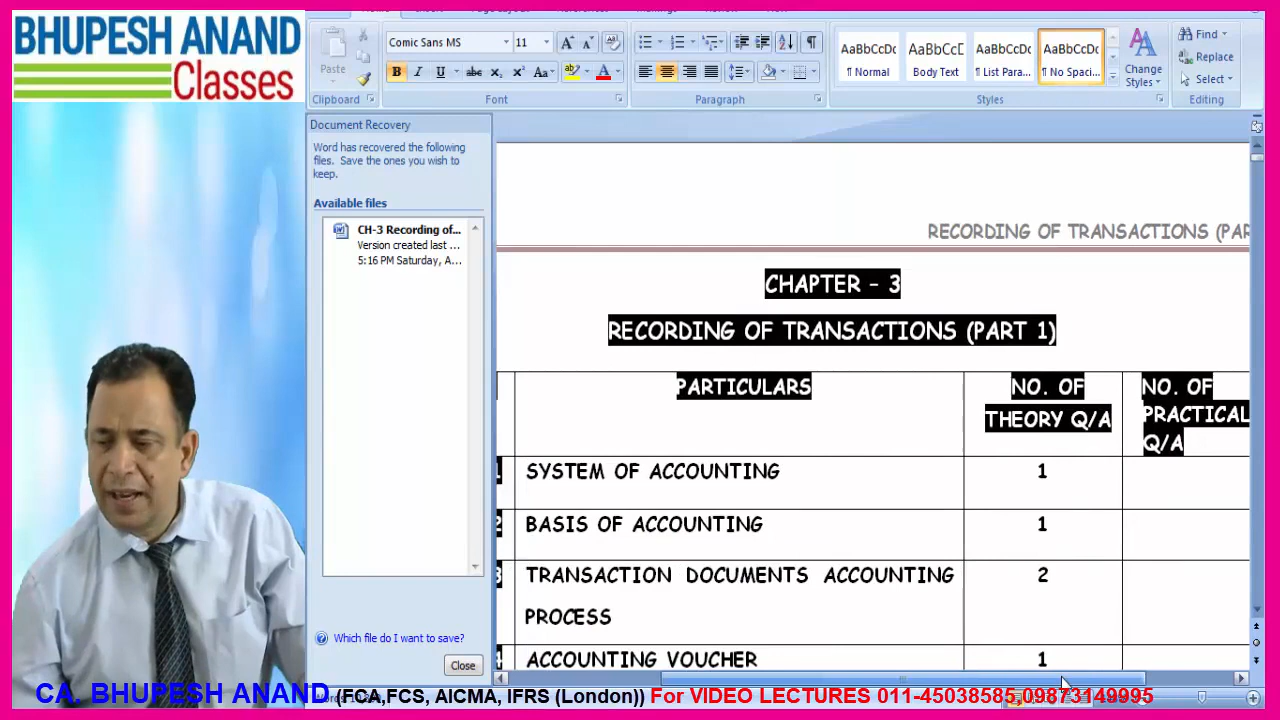 BHUPESH ANAND
Classes
Paste
Clipboard
Comic Sans MS
11
Font
Paragraph
AaBbCcDc
¶ Normal
AaBbCcD
Body Text
AaBbCcDc
¶ List Para...
AaBbCcDc
¶ No Spaci...
Change
Styles
Styles
Find
Replace
Select
Editing
Document Recovery
Word has recovered the following
files. Save the ones you wish to
keep.
Available files
CH-3 Recording of...
Version created last ...
5:16 PM Saturday, A...
Which file do I want to save?
Close
RECORDING OF TRANSACTIONS (PAR
CHAPTER - 3
RECORDING OF TRANSACTIONS (PART 1)
PARTICULARS
NO. OF
THEORY Q/A
NO. OF
PRACTICAL
Q/A
1 SYSTEM OF ACCOUNTING 1
2 BASIS OF ACCOUNTING 1
3 TRANSACTION DOCUMENTS ACCOUNTING 2
PROCESS
4 ACCOUNTING VOUCHER 1
CA. BHUPESH ANAND (FCA,FCS, AICMA, IFRS (London)) For VIDEO LECTURES 011-45038585,09873149995